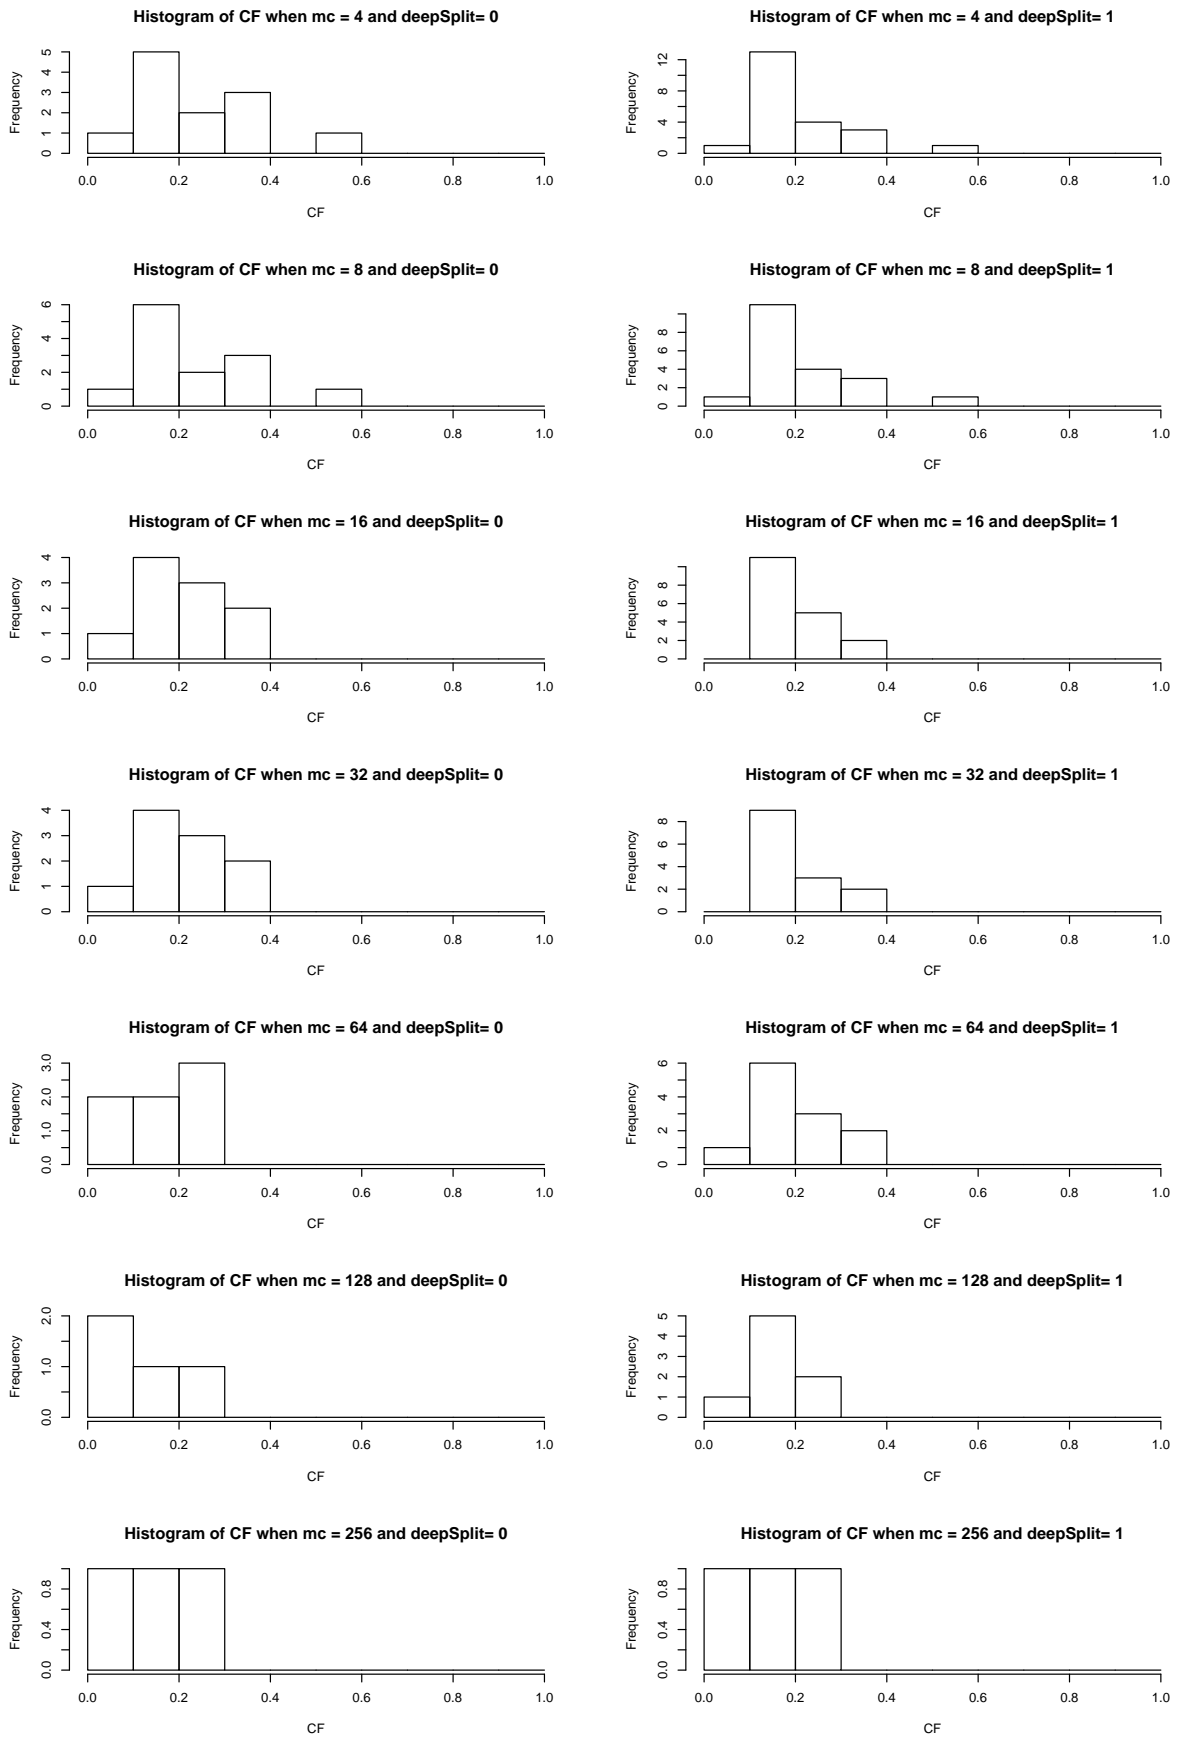 Histogram of CF when mc = 4 and deepSplit= 0
Frequency
0 1 2 3 4 5
0.0 0.2 0.4 0.6 0.8 1.0
CF
Histogram of CF when mc = 4 and deepSplit= 1
Frequency
0 4 8 12
0.0 0.2 0.4 0.6 0.8 1.0
CF
Histogram of CF when mc = 8 and deepSplit= 0
Frequency
0 2 4 6
0.0 0.2 0.4 0.6 0.8 1.0
CF
Histogram of CF when mc = 8 and deepSplit= 1
Frequency
0 2 4 6 8
0.0 0.2 0.4 0.6 0.8 1.0
CF
Histogram of CF when mc = 16 and deepSplit= 0
Frequency
0 1 2 3 4
0.0 0.2 0.4 0.6 0.8 1.0
CF
Histogram of CF when mc = 16 and deepSplit= 1
Frequency
0 2 4 6 8
0.0 0.2 0.4 0.6 0.8 1.0
CF
Histogram of CF when mc = 32 and deepSplit= 0
Frequency
0 1 2 3 4
0.0 0.2 0.4 0.6 0.8 1.0
CF
Histogram of CF when mc = 32 and deepSplit= 1
Frequency
0 2 4 6 8
0.0 0.2 0.4 0.6 0.8 1.0
CF
Histogram of CF when mc = 64 and deepSplit= 0
Frequency
0.0 1.0 2.0 3.0
0.0 0.2 0.4 0.6 0.8 1.0
CF
Histogram of CF when mc = 64 and deepSplit= 1
Frequency
0 2 4 6
0.0 0.2 0.4 0.6 0.8 1.0
CF
Histogram of CF when mc = 128 and deepSplit= 0
Frequency
0.0 1.0 2.0
0.0 0.2 0.4 0.6 0.8 1.0
CF
Histogram of CF when mc = 128 and deepSplit= 1
Frequency
0 1 2 3 4 5
0.0 0.2 0.4 0.6 0.8 1.0
CF
Histogram of CF when mc = 256 and deepSplit= 0
Frequency
0.0 0.4 0.8
0.0 0.2 0.4 0.6 0.8 1.0
CF
Histogram of CF when mc = 256 and deepSplit= 1
Frequency
0.0 0.4 0.8
0.0 0.2 0.4 0.6 0.8 1.0
CF